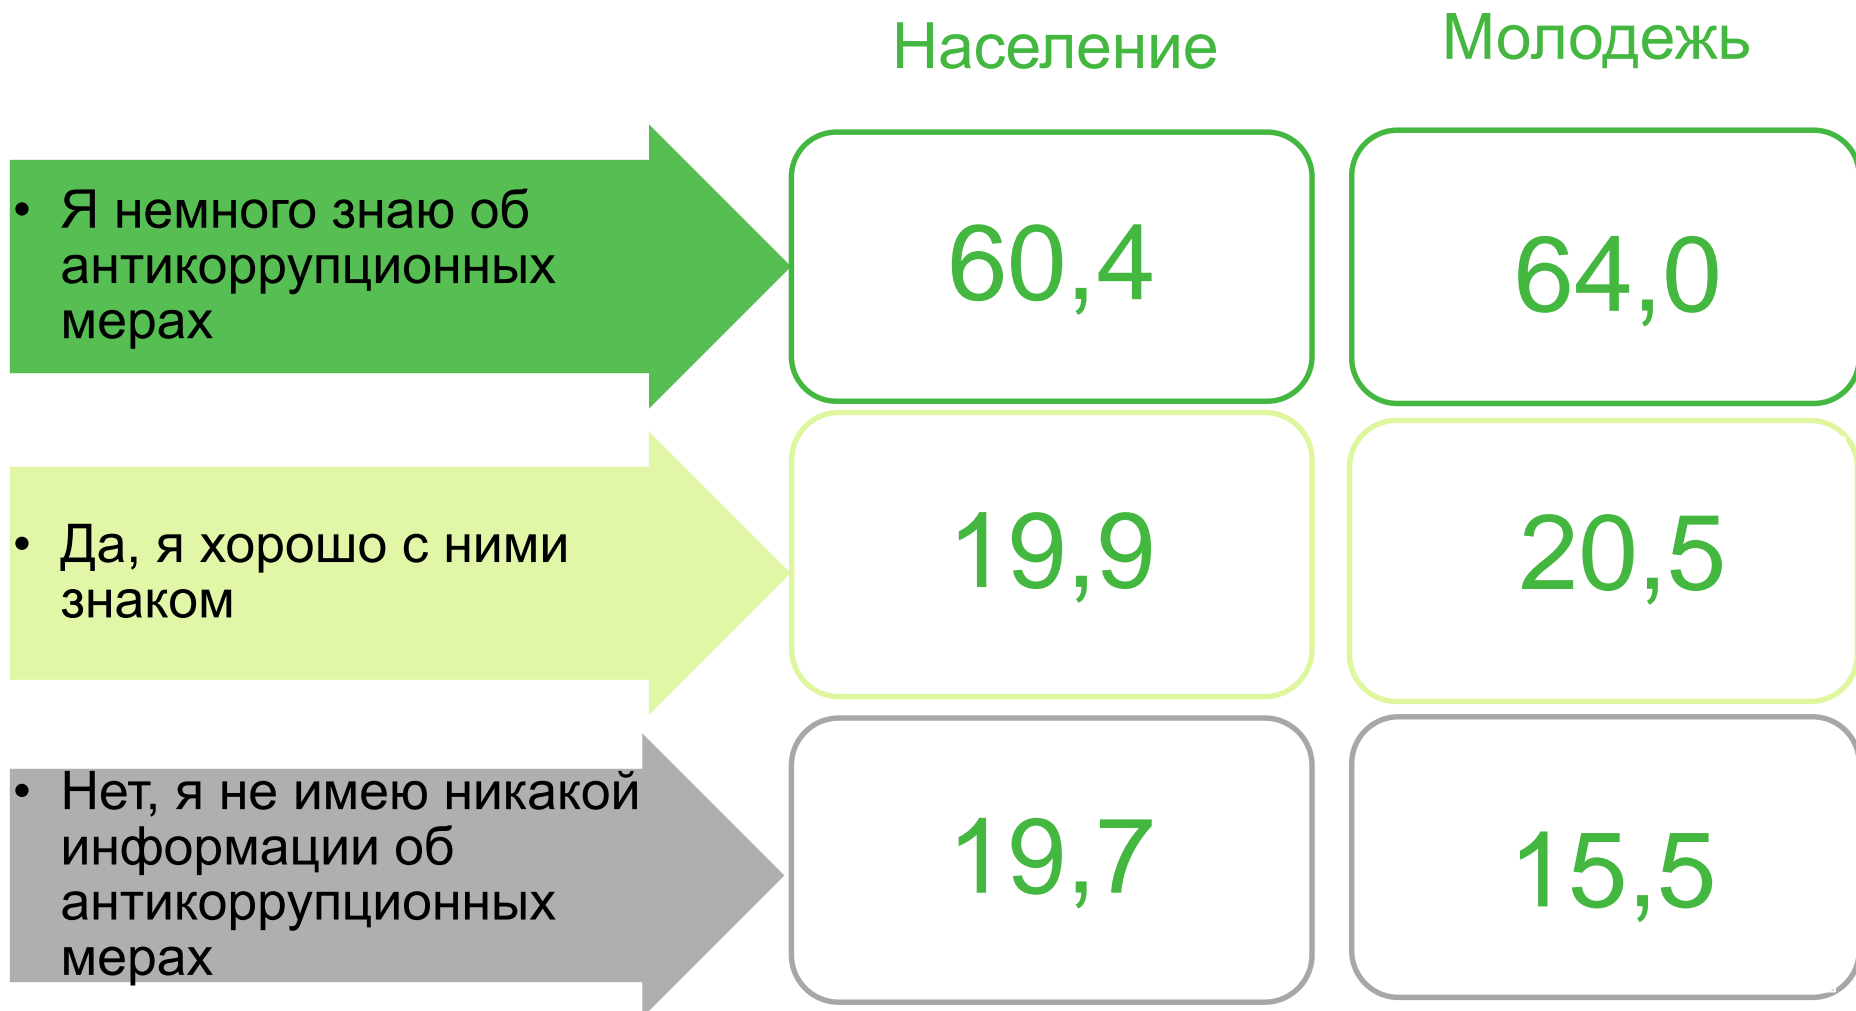 Население
Молодежь
• Я немного знаю об
антикоррупционных
мерах
60,4
64,0
• Да, я хорошо с ними
знаком
19,9
20,5
• Нет, я не имею никакой
информации об
антикоррупционных
мерах
19,7
15,5